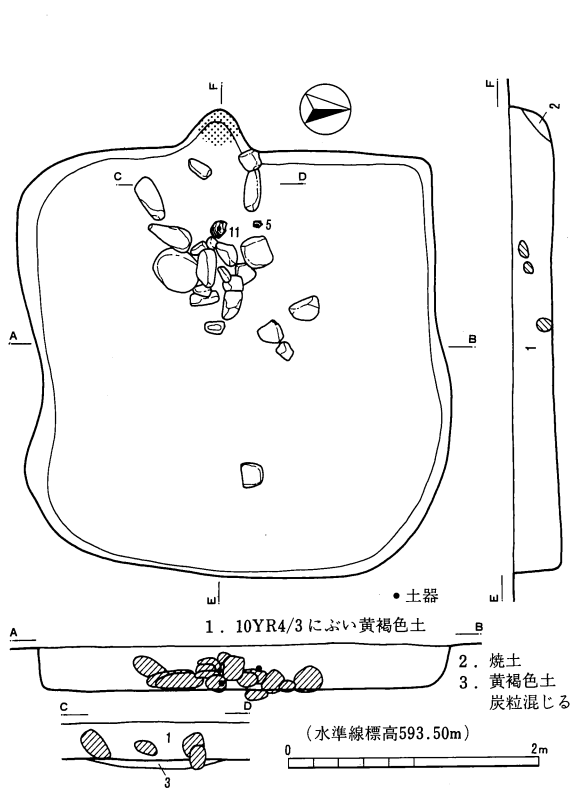 F
F
2
C
D
11
5
A
B
1
E
E
● 土器
1．10YR4/3にぶい黄褐色土
A
B
2．焼土
3．黄褐色土
炭粒混じる
C
D
1
3
(水準線標高593.50m)
0
2m